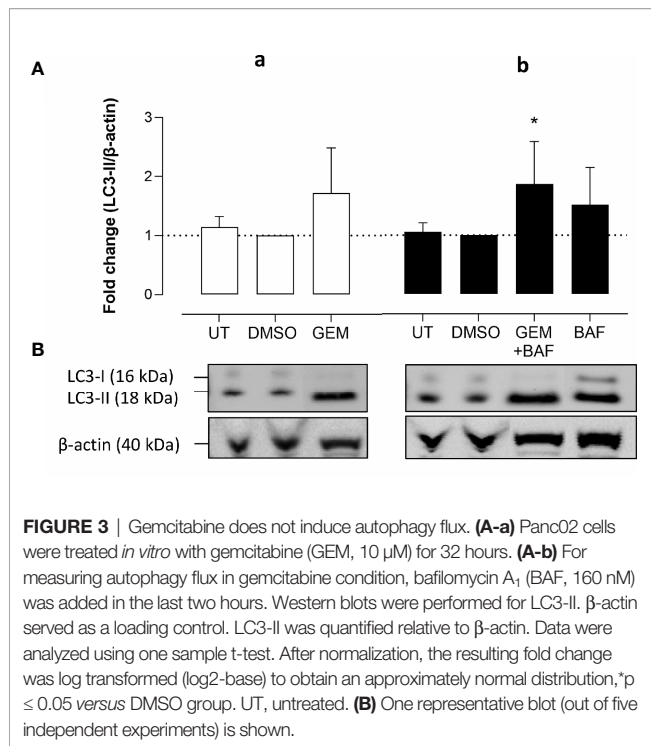 A
a
b
Fold change (LC3-II/β-actin)
3
2
1
0
*
UT
DMSO
GEM
UT
DMSO
GEM
+BAF
BAF
B
LC3-I (16 kDa)
LC3-II (18 kDa)
β-actin (40 kDa)
FIGURE 3 | Gemcitabine does not induce autophagy flux. (A-a) Panc02 cells
were treated in vitro with gemcitabine (GEM, 10 µM) for 32 hours. (A-b) For
measuring autophagy flux in gemcitabine condition, bafilomycin A₁ (BAF, 160 nM)
was added in the last two hours. Western blots were performed for LC3-II. β-actin
served as a loading control. LC3-II was quantified relative to β-actin. Data were
analyzed using one sample t-test. After normalization, the resulting fold change
was log transformed (log2-base) to obtain an approximately normal distribution,*p
≤ 0.05 versus DMSO group. UT, untreated. (B) One representative blot (out of five
independent experiments) is shown.